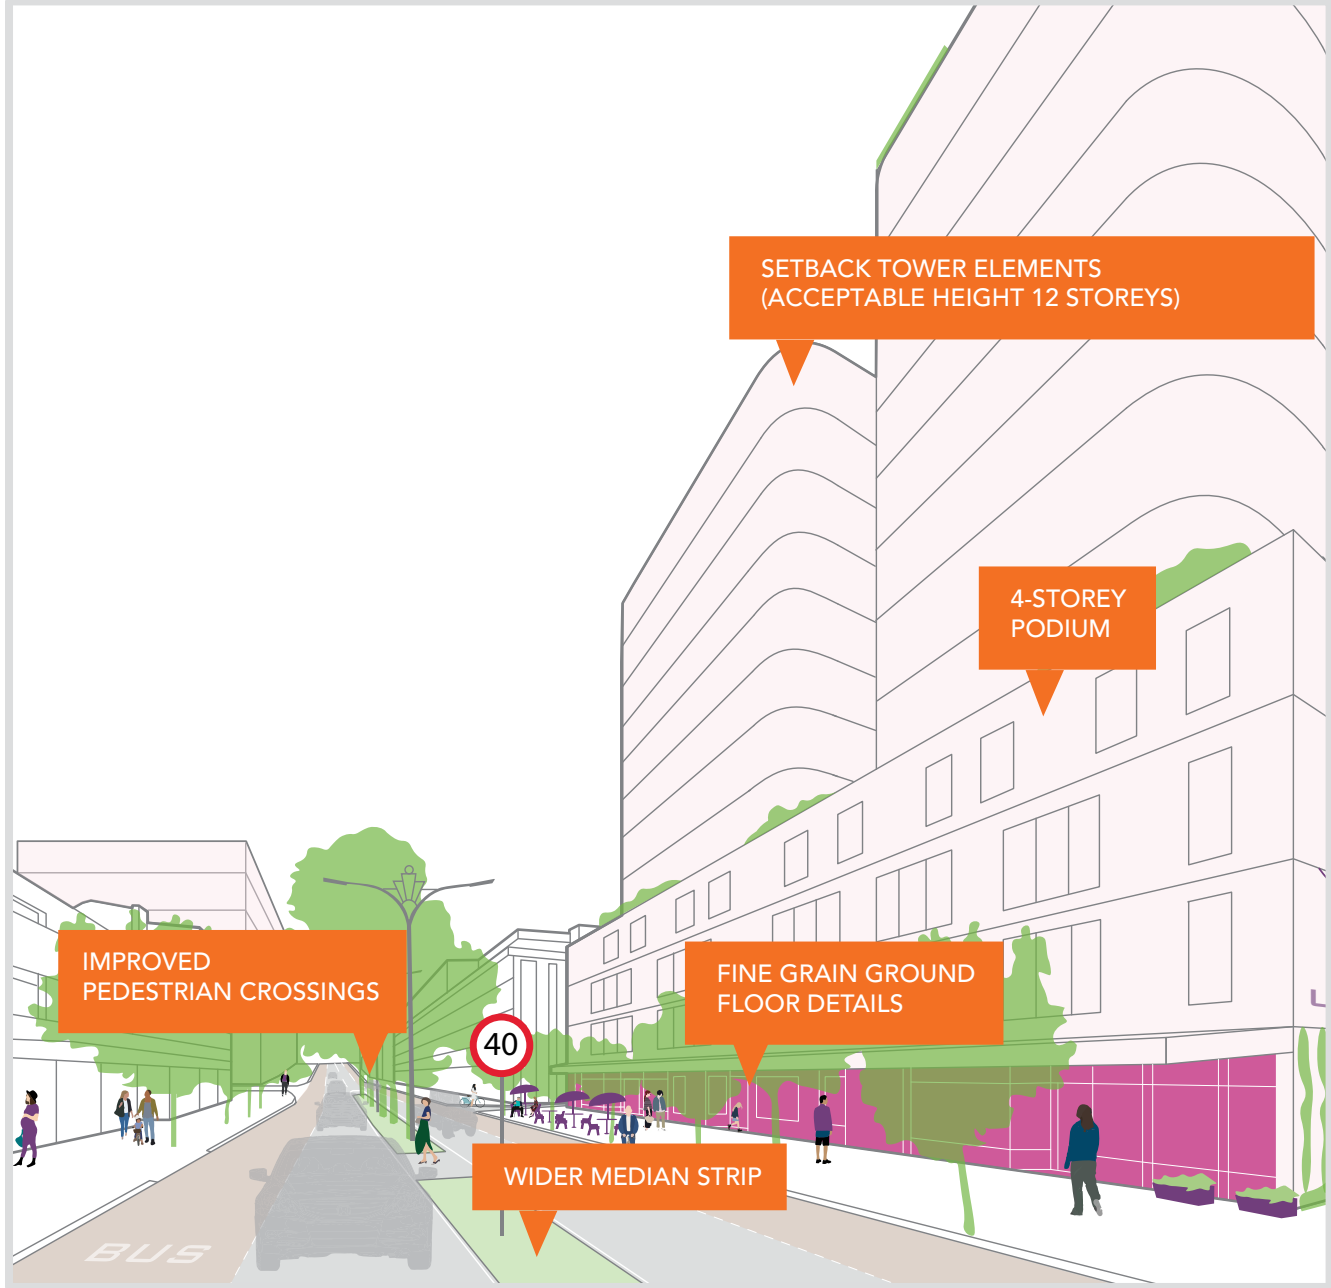 SETBACK TOWER ELEMENTS
(ACCEPTABLE HEIGHT 12 STOREYS)
4-STOREY
PODIUM
IMPROVED
PEDESTRIAN CROSSINGS
FINE GRAIN GROUND
FLOOR DETAILS
40
WIDER MEDIAN STRIP
BUS